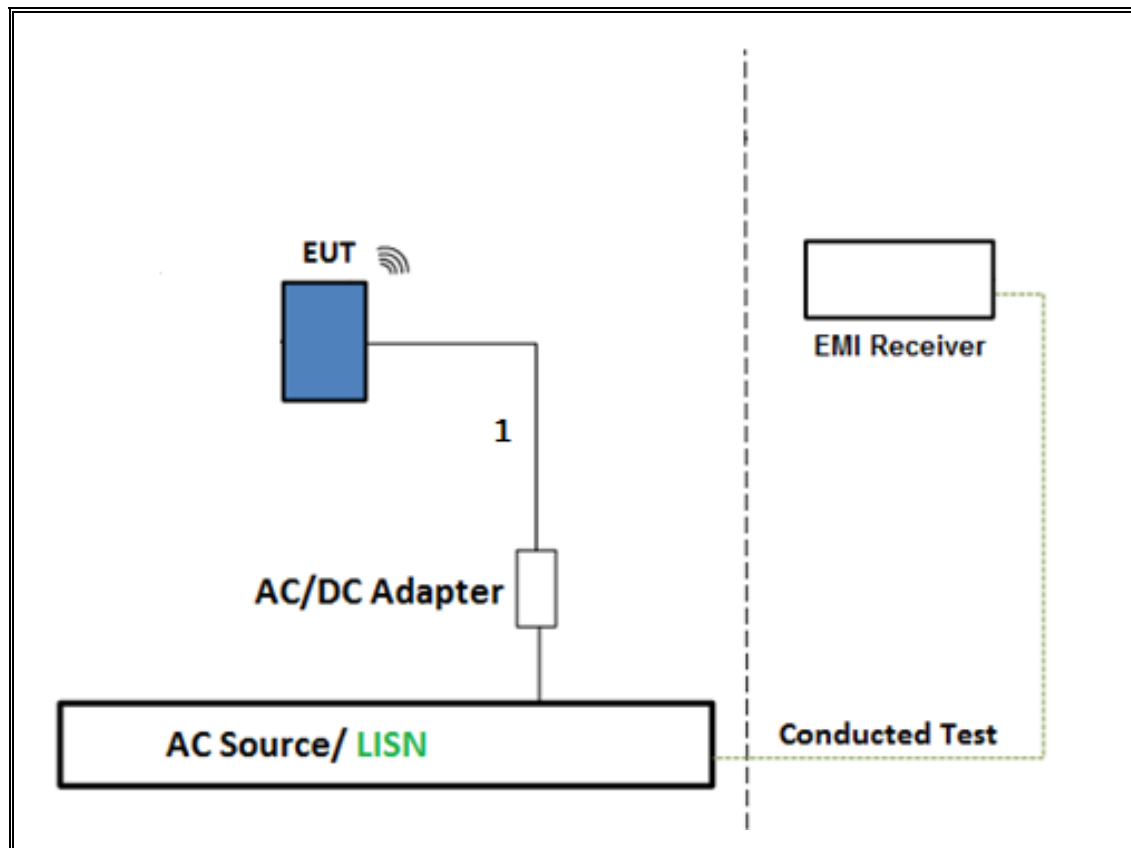 EUT
EMI Receiver
1
AC/DC Adapter
AC Source/ LISN
Conducted Test